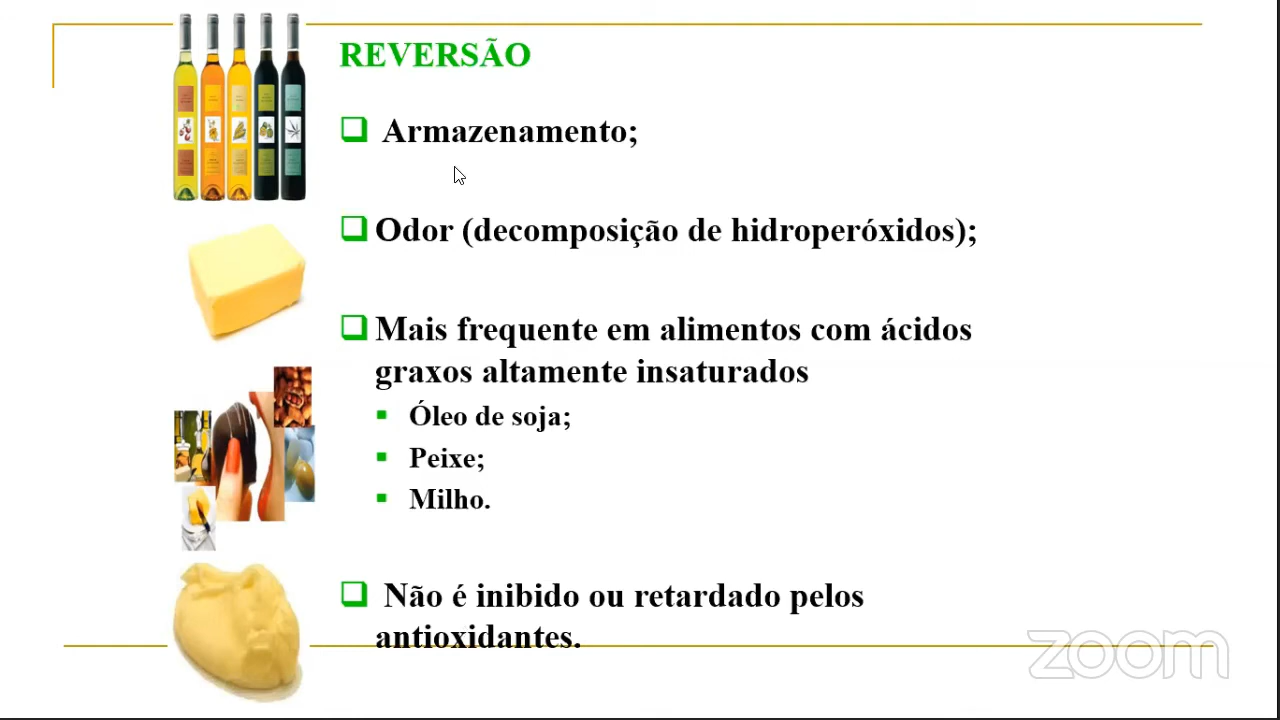 REVERSÃO
Armazenamento;
Odor (decomposição de hidroperóxidos);
Mais frequente em alimentos com ácidos
graxos altamente insaturados
Óleo de soja;
Peixe;
Milho.
Não é inibido ou retardado pelos
antioxidantes.
zoom